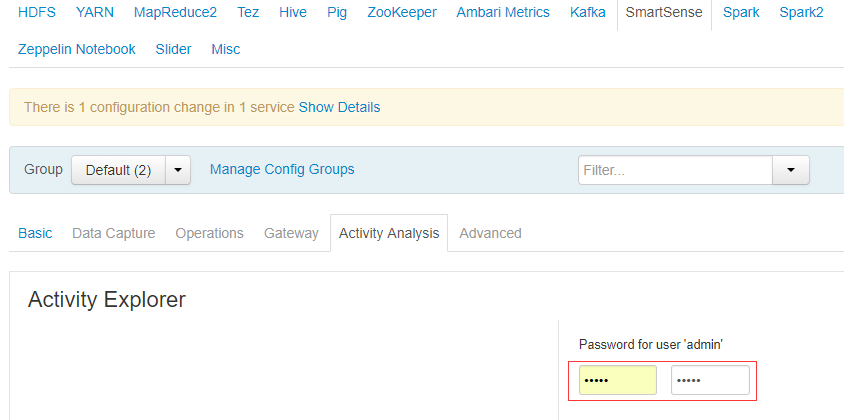 HDFS YARN MapReduce2 Tez Hive Pig ZooKeeper Ambari Metrics Kafka SmartSense Spark Spark2
Zeppelin Notebook Slider Misc
There is 1 configuration change in 1 service Show Details
Group Default (2) Manage Config Groups Filter...
Basic Data Capture Operations Gateway Activity Analysis Advanced
Activity Explorer
Password for user 'admin'
••••• •••••